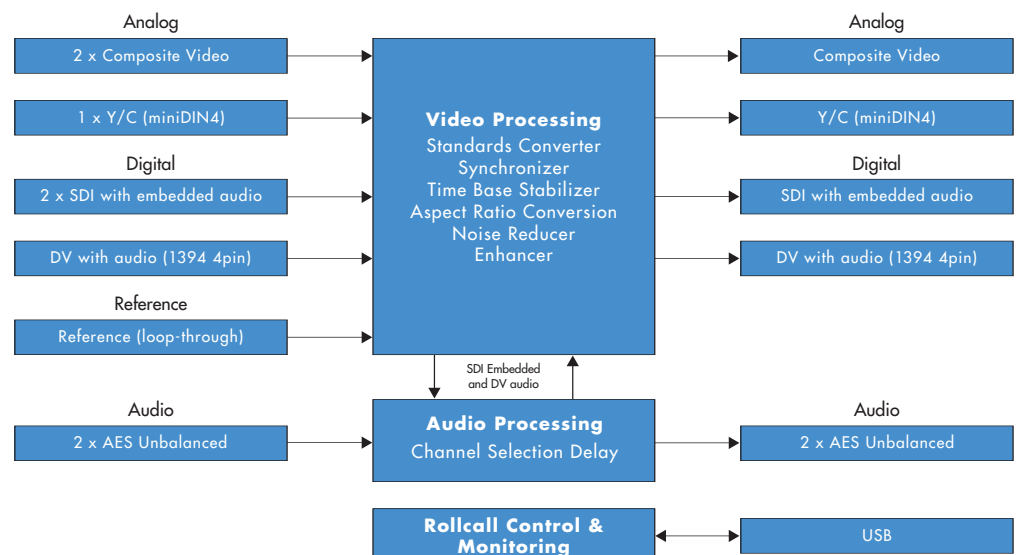 Analog
2 x Composite Video
1 x Y/C (miniDIN4)
Digital
2 x SDI with embedded audio
DV with audio (1394 4pin)
Reference
Reference (loop-through)
Audio
2 x AES Unbalanced
Video Processing
Standards Converter
Synchronizer
Time Base Stabilizer
Aspect Ratio Conversion
Noise Reducer
Enhancer
SDI Embedded
and DV audio
Audio Processing
Channel Selection Delay
Rollcall Control &
Monitoring
Analog
Composite Video
Y/C (miniDIN4)
Digital
SDI with embedded audio
DV with audio (1394 4pin)
Audio
2 x AES Unbalanced
USB